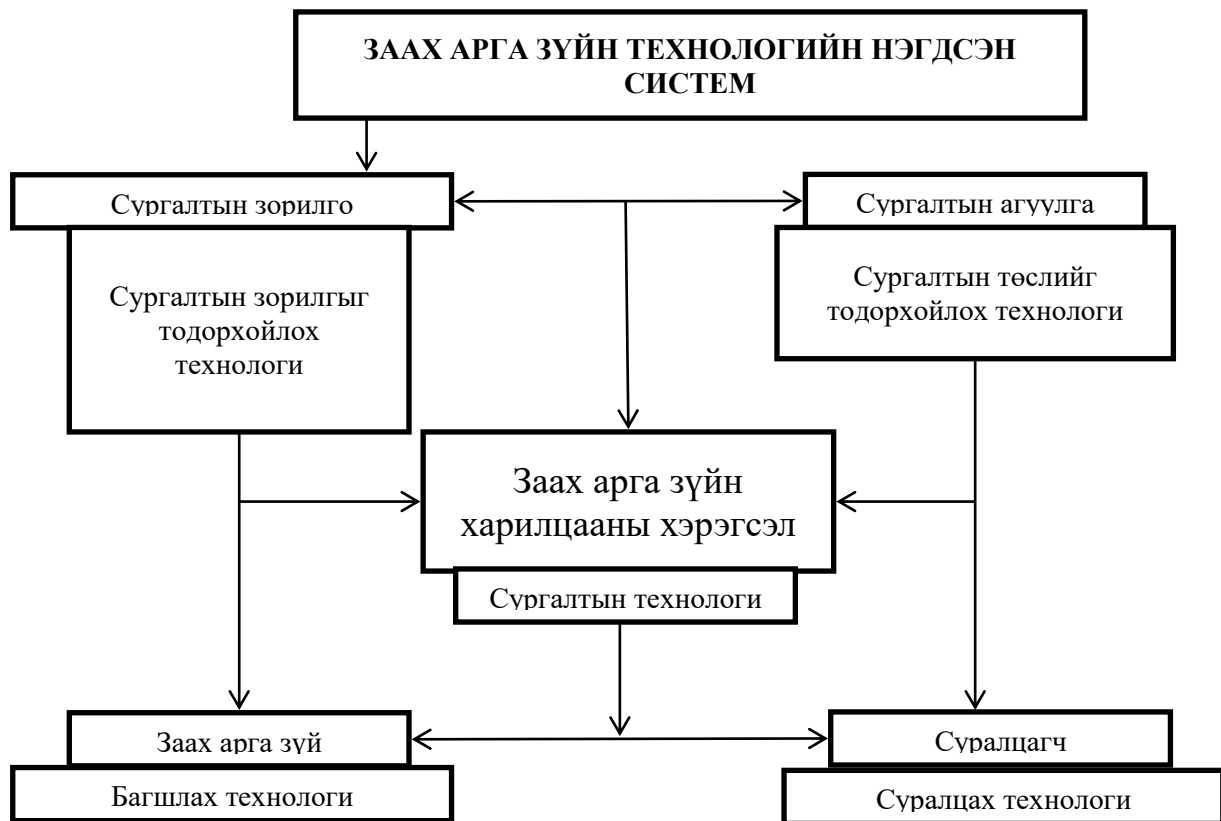 ЗААХ АРГА ЗҮЙН ТЕХНОЛОГИЙН НЭГДСЭН
СИСТЕМ
Сургалтын зорилго
Сургалтын агуулга
Сургалтын зорилгыг
тодорхойлох
технологи
Сургалтын төслийг
тодорхойлох технологи
Заах арга зүйн
харилцааны хэрэгсэл
Сургалтын технологи
Заах арга зүй
Суралцагч
Багшлах технологи
Суралцах технологи